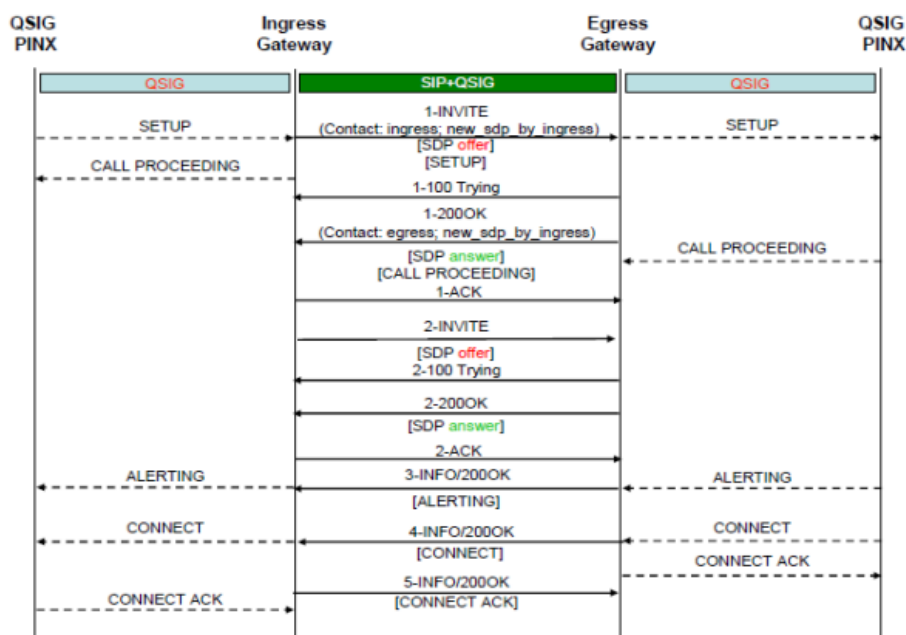 QSIG PINX
Ingress Gateway
Egress Gateway
QSIG PINX
QSIG
SIP+QSIG
QSIG
1-INVITE
SETUP
(Contact: ingress; new_sdp_by_ingress)
SETUP
[SDP offer]
[SETUP]
CALL PROCEEDING
1-100 Trying
1-200OK
(Contact: egress; new_sdp_by_ingress)
CALL PROCEEDING
[SDP answer]
[CALL PROCEEDING]
1-ACK
2-INVITE
[SDP offer]
2-100 Trying
2-200OK
[SDP answer]
2-ACK
ALERTING
3-INFO/200OK
ALERTING
[ALERTING]
CONNECT
4-INFO/200OK
CONNECT
[CONNECT]
CONNECT ACK
5-INFO/200OK
CONNECT ACK
[CONNECT ACK]